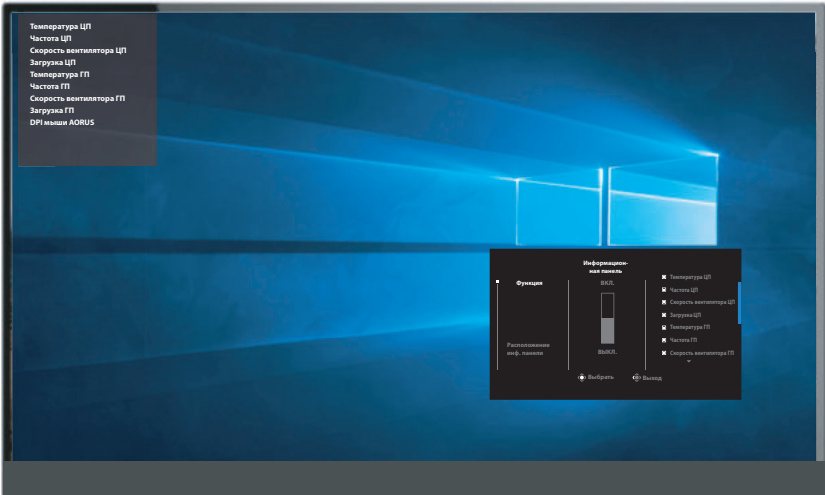 Температура ЦП
Частота ЦП
Скорость вентилятора ЦП
Загрузка ЦП
Температура ГП
Частота ГП
Скорость вентилятора ГП
Загрузка ГП
DPI мыши AORUS
Информацион-
ная панель
Функция
ВКЛ.
Расположение
инф. панели
ВЫКЛ.
Температура ЦП
Частота ЦП
Скорость вентилятора ЦП
Загрузка ЦП
Температура ГП
Частота ГП
Скорость вентилятора ГП
Выбрать
Выход